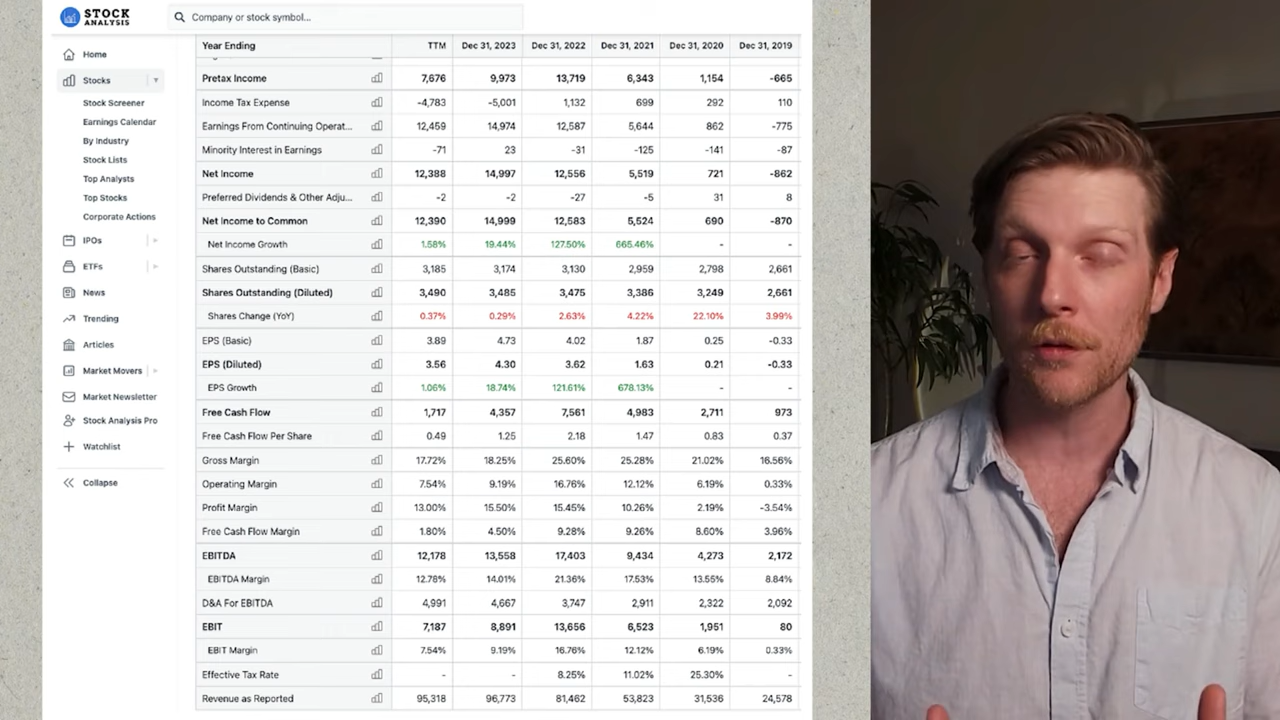 STOCK
ANALYSIS
Company or stock symbol...
Home
Stocks
Stock Screener
Earnings Calendar
By Industry
Stock Lists
Top Analysts
Top Stocks
Corporate Actions
IPOs
ETFs
News
Trending
Articles
Market Movers
Market Newsletter
Stock Analysis Pro
Watchlist
Collapse
Year Ending TTM Dec 31, 2023 Dec 31, 2022 Dec 31, 2021 Dec 31, 2020 Dec 31, 2019
Pretax Income 7,676 9,973 13,719 6,343 1,154 -665
Income Tax Expense -4,783 -5,001 1,132 699 292 110
Earnings From Continuing Operat... 12,459 14,974 12,587 5,644 862 -775
Minority Interest in Earnings -71 23 -31 -125 -141 -87
Net Income 12,388 14,997 12,556 5,519 721 -862
Preferred Dividends & Other Adju... -2 -2 -27 -5 31 8
Net Income to Common 12,390 14,999 12,583 5,524 690 -870
Net Income Growth 1.58% 19.44% 127.50% 665.46% - -
Shares Outstanding (Basic) 3,185 3,174 3,130 2,959 2,798 2,661
Shares Outstanding (Diluted) 3,490 3,485 3,475 3,386 3,249 2,661
Shares Change (YoY) 0.37% 0.29% 2.63% 4.22% 22.10% 3.99%
EPS (Basic) 3.89 4.73 4.02 1.87 0.25 -0.33
EPS (Diluted) 3.56 4.30 3.62 1.63 0.21 -0.33
EPS Growth 1.06% 18.74% 121.61% 678.13% - -
Free Cash Flow 1,717 4,357 7,561 4,983 2,711 973
Free Cash Flow Per Share 0.49 1.25 2.18 1.47 0.83 0.37
Gross Margin 17.72% 18.25% 25.60% 25.28% 21.02% 16.56%
Operating Margin 7.54% 9.19% 16.76% 12.12% 6.19% 0.33%
Profit Margin 13.00% 15.50% 15.45% 10.26% 2.19% -3.54%
Free Cash Flow Margin 1.80% 4.50% 9.28% 9.26% 8.60% 3.96%
EBITDA 12,178 13,558 17,403 9,434 4,273 2,172
EBITDA Margin 12.78% 14.01% 21.36% 17.53% 13.55% 8.84%
D&A For EBITDA 4,991 4,667 3,747 2,911 2,322 2,092
EBIT 7,187 8,891 13,656 6,523 1,951 80
EBIT Margin 7.54% 9.19% 16.76% 12.12% 6.19% 0.33%
Effective Tax Rate - - 8.25% 11.02% 25.30% -
Revenue as Reported 95,318 96,773 81,462 53,823 31,536 24,578